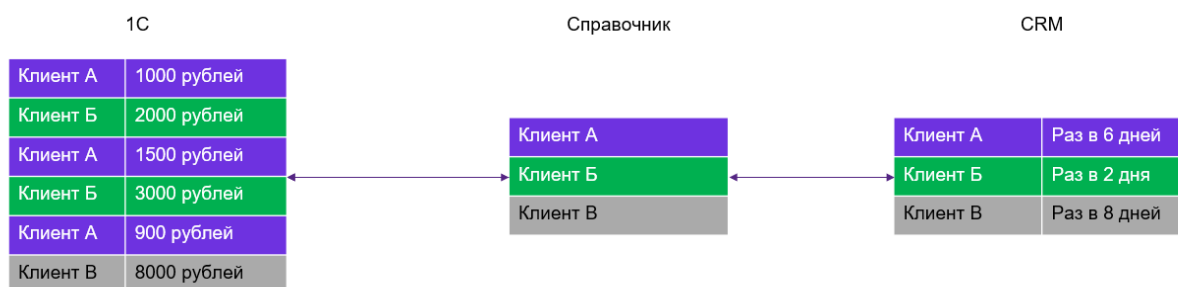 1С Справочник CRM
Клиент А 1000 рублей
Клиент Б 2000 рублей
Клиент А 1500 рублей
Клиент Б 3000 рублей
Клиент А 900 рублей
Клиент В 8000 рублей
Клиент А
Клиент Б
Клиент В
Клиент А Раз в 6 дней
Клиент Б Раз в 2 дня
Клиент В Раз в 8 дней